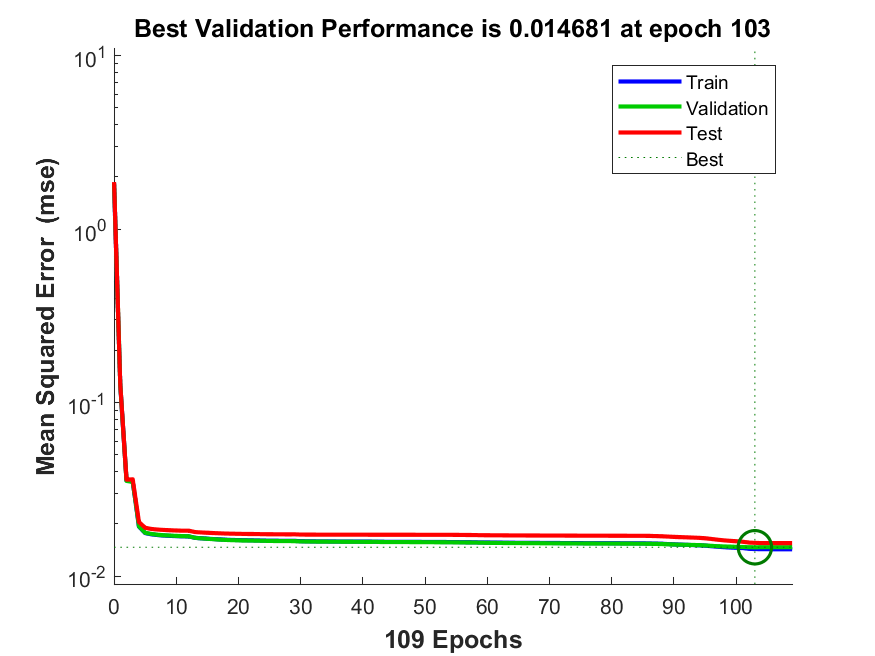 Best Validation Performance is 0.014681 at epoch 103
Mean Squared Error (mse)
10^1
10^0
10^-1
10^-2
Train
Validation
Test
Best
0 10 20 30 40 50 60 70 80 90 100
109 Epochs